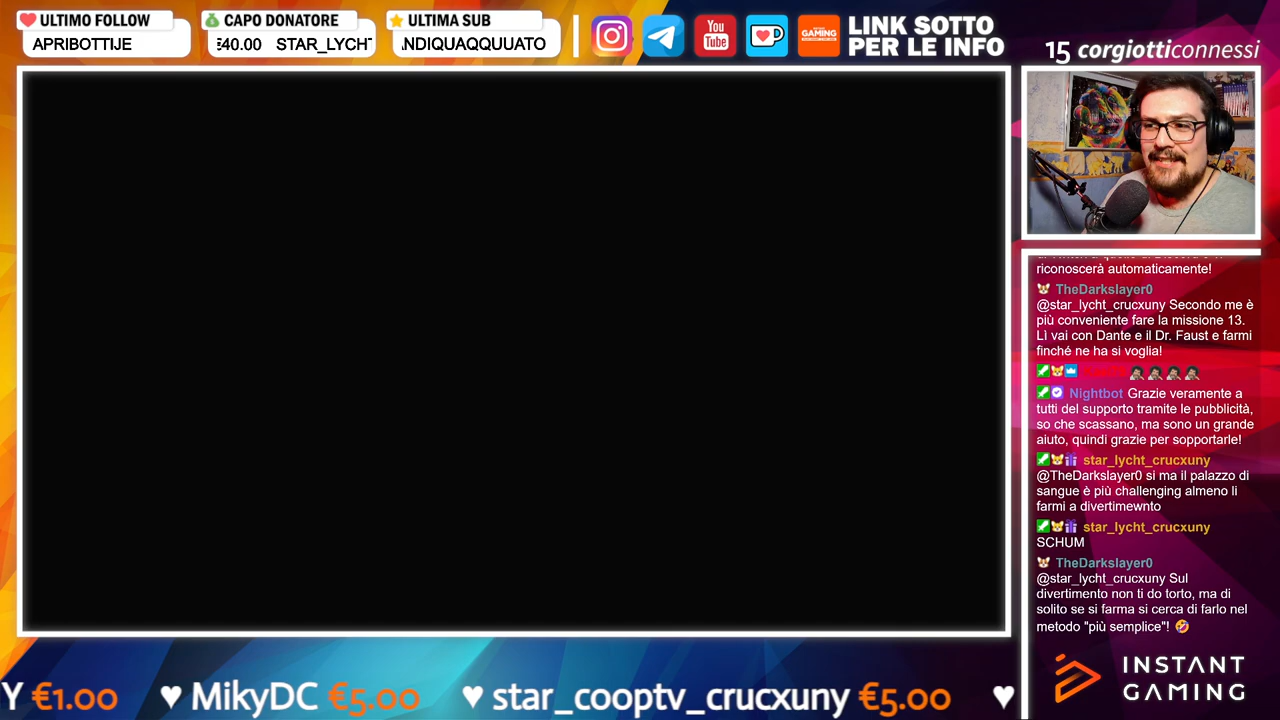 ULTIMO FOLLOW
APRIBOTTIJE
CAPO DONATORE
€40.00 STAR_LYCHT
ULTIMA SUB
.NDIQUAQQUUATO
You
Tube
GAMING
LINK SOTTO
PER LE INFO
15 corgiotticonnessi
riconoscerà automaticamente!
TheDarkslayer0
@star_lycht_crucxuny Secondo me è
più conveniente fare la missione 13.
Lì vai con Dante e il Dr. Faust e farmi
finché ne ha si voglia!
Nightbot Grazie veramente a
tutti del supporto tramite le pubblicità,
so che scassano, ma sono un grande
aiuto, quindi grazie per sopportarle!
star_lycht_crucxuny
@TheDarkslayer0 si ma il palazzo di
sangue è più challenging almeno li
farmi a divertimewnto
star_lycht_crucxuny
SCHUM
TheDarkslayer0
@star_lycht_crucxuny Sul
divertimento non ti do torto, ma di
solito se si farma si cerca di farlo nel
metodo "più semplice"! 🤣
Y €1.00 ♥ MikyDC €5.00 ♥ star_cooptv_crucxuny €5.00 ♥
INSTANT
GAMING